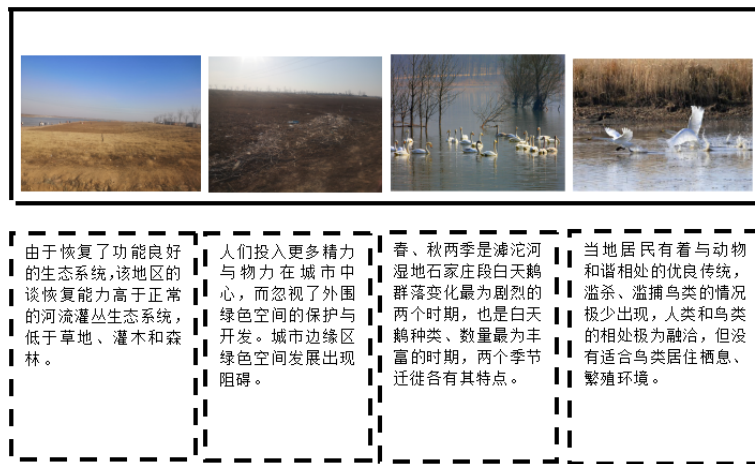 由于恢复了功能良好
的生态系统,该地区的
谈恢复能力高于正常
的河流灌丛生态系统,
低于草地、灌木和森
林。
人们投入更多精力
与物力在城市中
心，而忽视了外围
绿色空间的保护与
开发。城市边缘区
绿色空间发展出现
阻碍。
春、秋两季是滹沱河
湿地石家庄段白天鹅
群落变化最为剧烈的
两个时期，也是白天
鹅种类、数量最为丰
富的时期，两个季节
迁徙各有其特点。
当地居民有着与动物
和谐相处的优良传统，
滥杀、滥捕鸟类的情况
极少出现，人类和鸟类
的相处极为融洽，但没
有适合鸟类居住栖息、
繁殖环境。